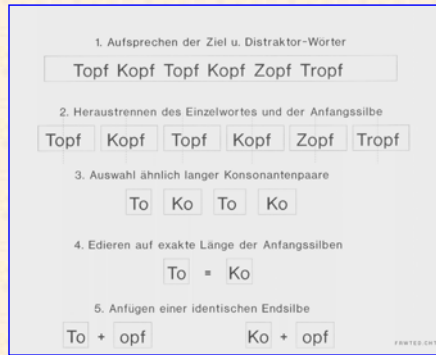 1. Aufsprechen der Ziel u. Distraktor-Wörter
Topf Kopf Topf Kopf Zopf Tropf
2. Heraustrennen des Einzelwortes und der Anfangssilbe
Topf Kopf Topf Kopf Zopf Tropf
3. Auswahl ähnlich langer Konsonantenpaare
To Ko To Ko
4. Edieren auf exakte Länge der Anfangssilben
To = Ko
5. Anfügen einer identischen Endsilbe
To + opf Ko + opf